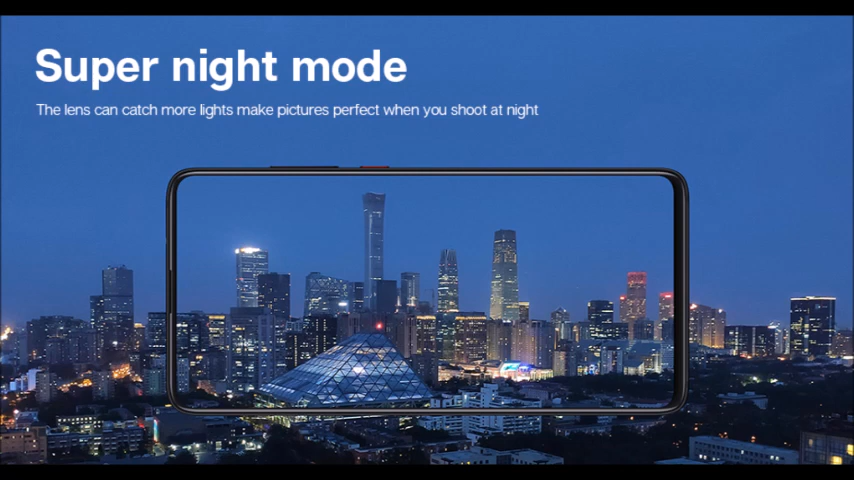 Super night mode
The lens can catch more lights make pictures perfect when you shoot at night